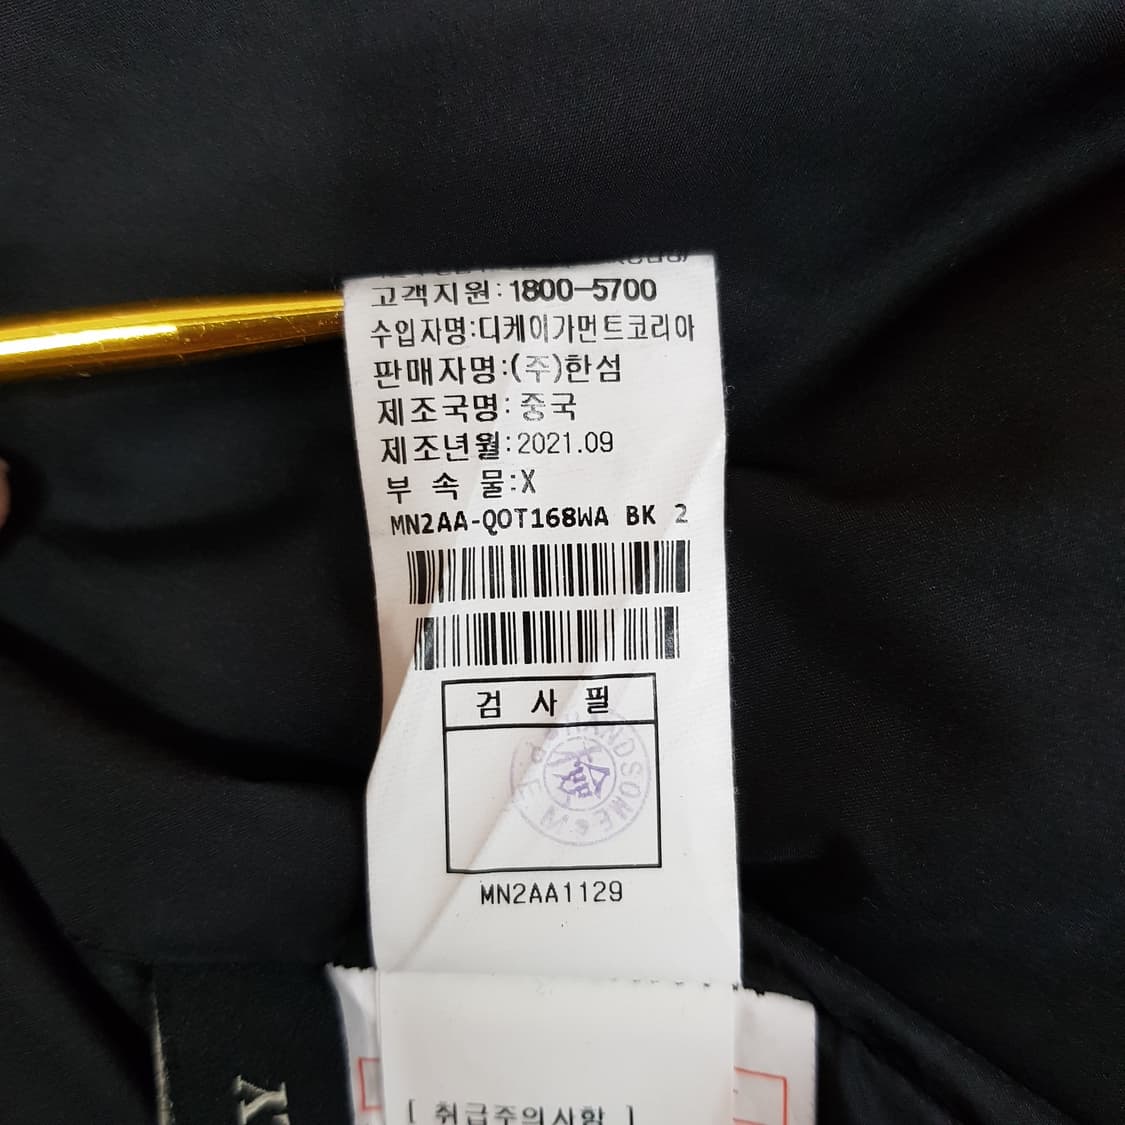 고객지원:1800-5700
수입자명:디케이가먼트코리아
판매자명:(주)한섬
제조국명:중국
제조년월:2021.09
부 속 물:X
MN2AA-QOT168WA BK 2
검 사 필
HANDSOME
檢
MN2AA1129
Y
[ 취급주의사항 ]